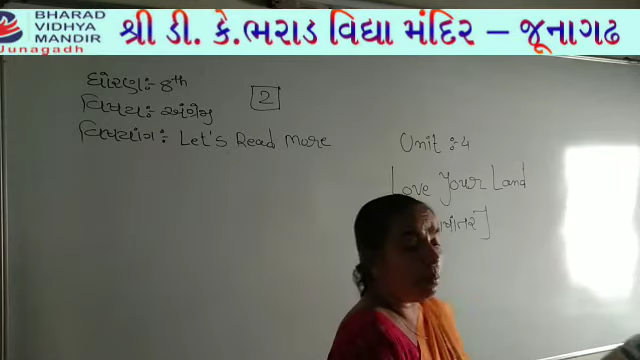 BHARAD
VIDHYA
MANDIR
Junagadh
શ્રી ડી. કે.ભરાડ વિદ્યા મંદિર – જૂનાગઢ
ધોરણ:- 8th
વિષય:- અંગ્રેજી
2
વિષયાંગ:- Let's Read More
Unit :- 4
Love Your Land